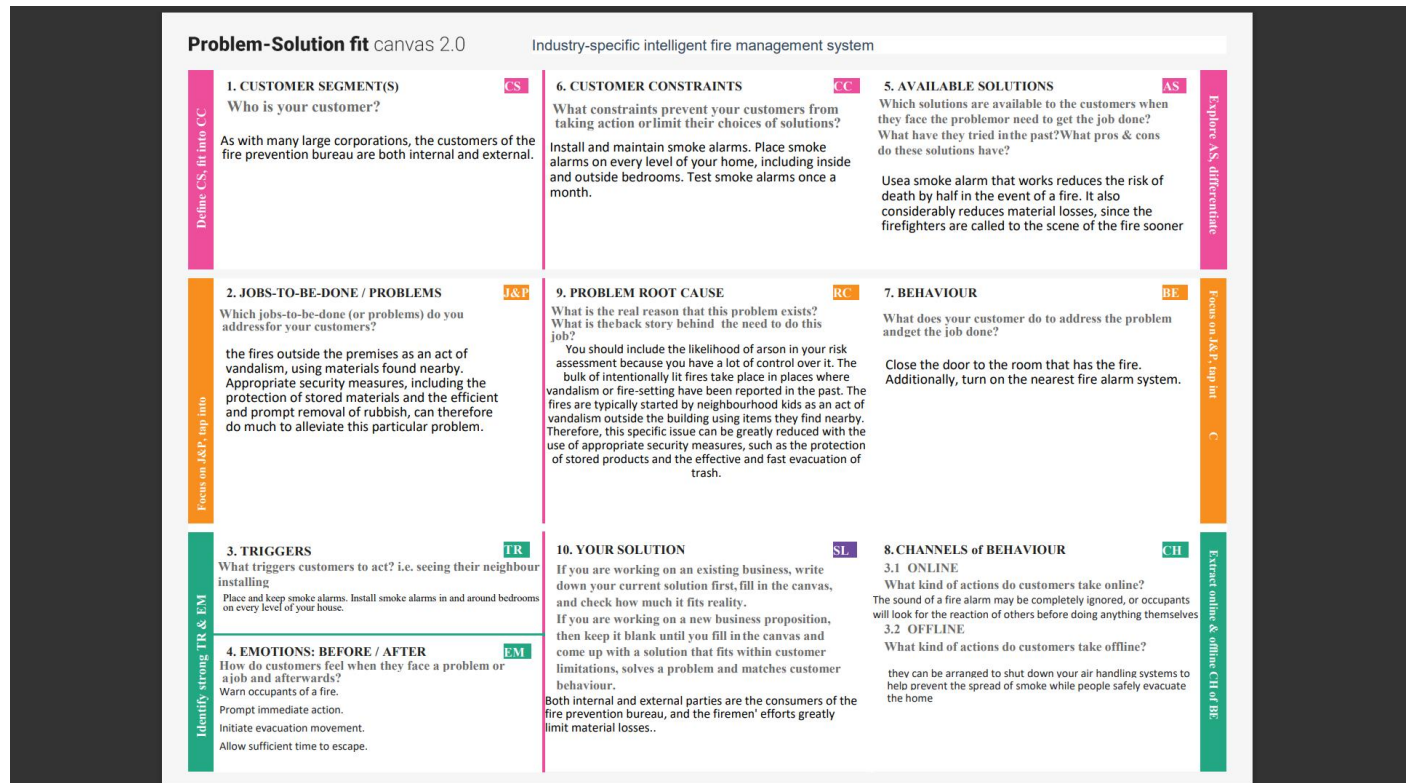 Problem-Solution fit canvas 2.0
Industry-specific intelligent fire management system
Define CS, fit into CC
1. CUSTOMER SEGMENT(S)
CS
Who is your customer?
As with many large corporations, the customers of the
fire prevention bureau are both internal and external.
6. CUSTOMER CONSTRAINTS
CC
What constraints prevent your customers from
taking action orlimit their choices of solutions?
Install and maintain smoke alarms. Place smoke
alarms on every level of your home, including inside
and outside bedrooms. Test smoke alarms once a
month.
5. AVAILABLE SOLUTIONS
AS
Which solutions are available to the customers when
they face the problemor need to get the job done?
What have they tried inthe past?What pros & cons
do these solutions have?
Usea smoke alarm that works reduces the risk of
death by half in the event of a fire. It also
considerably reduces material losses, since the
firefighters are called to the scene of the fire sooner
Explore AS, differentiate
Focus on J&P, tap into
2. JOBS-TO-BE-DONE / PROBLEMS
J&P
Which jobs-to-be-done (or problems) do you
addressfor your customers?
the fires outside the premises as an act of
vandalism, using materials found nearby.
Appropriate security measures, including the
protection of stored materials and the efficient
and prompt removal of rubbish, can therefore
do much to alleviate this particular problem.
9. PROBLEM ROOT CAUSE
RC
What is the real reason that this problem exists?
What is theback story behind the need to do this
job?
You should include the likelihood of arson in your risk
assessment because you have a lot of control over it. The
bulk of intentionally lit fires take place in places where
vandalism or fire-setting have been reported in the past. The
fires are typically started by neighbourhood kids as an act of
vandalism outside the building using items they find nearby.
Therefore, this specific issue can be greatly reduced with the
use of appropriate security measures, such as the protection
of stored products and the effective and fast evacuation of
trash.
7. BEHAVIOUR
BE
What does your customer do to address the problem
andget the job done?
Close the door to the room that has the fire.
Additionally, turn on the nearest fire alarm system.
Focus on J&P, tap int C
Identify strong TR & EM
3. TRIGGERS
TR
What triggers customers to act? i.e. seeing their neighbour
installing
Place and keep smoke alarms. Install smoke alarms in and around bedrooms
on every level of your house.
4. EMOTIONS: BEFORE / AFTER
EM
How do customers feel when they face a problem or
ajob and afterwards?
Warn occupants of a fire.
Prompt immediate action.
Initiate evacuation movement.
Allow sufficient time to escape.
10. YOUR SOLUTION
SL
If you are working on an existing business, write
down your current solution first, fill in the canvas,
and check how much it fits reality.
If you are working on a new business proposition,
then keep it blank until you fill inthe canvas and
come up with a solution that fits within customer
limitations, solves a problem and matches customer
behaviour.
Both internal and external parties are the consumers of the
fire prevention bureau, and the firemen' efforts greatly
limit material losses..
8. CHANNELS of BEHAVIOUR
CH
3.1 ONLINE
What kind of actions do customers take online?
The sound of a fire alarm may be completely ignored, or occupants
will look for the reaction of others before doing anything themselves
3.2 OFFLINE
What kind of actions do customers take offline?
they can be arranged to shut down your air handling systems to
help prevent the spread of smoke while people safely evacuate
the home
Extract online & offline CH of BE